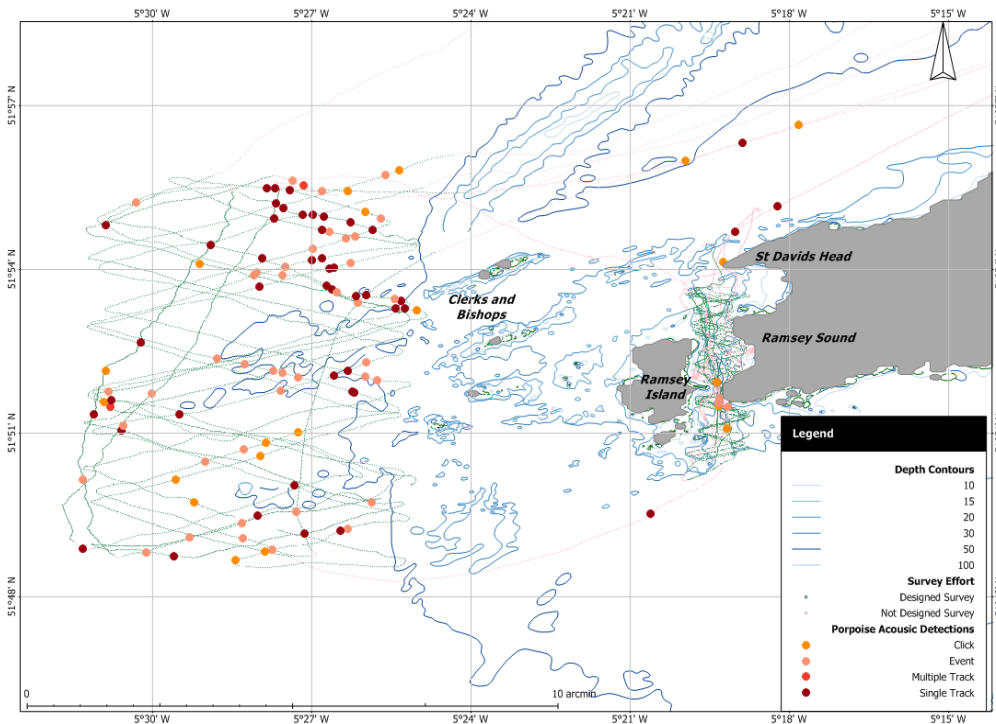 5°30' W
5°27' W
5°24' W
5°21' W
5°18' W
5°15' W
51°57' N
51°54' N
51°51' N
51°48' N
St Davids Head
Clerks and
Bishops
Ramsey Sound
Ramsey
Island
Legend
Depth Contours
10
15
20
30
50
100
Survey Effort
Designed Survey
Not Designed Survey
Porpoise Acousic Detections
Click
Event
Multiple Track
Single Track
0
10 arcmin
5°30' W
5°27' W
5°24' W
5°21' W
5°18' W
5°15' W